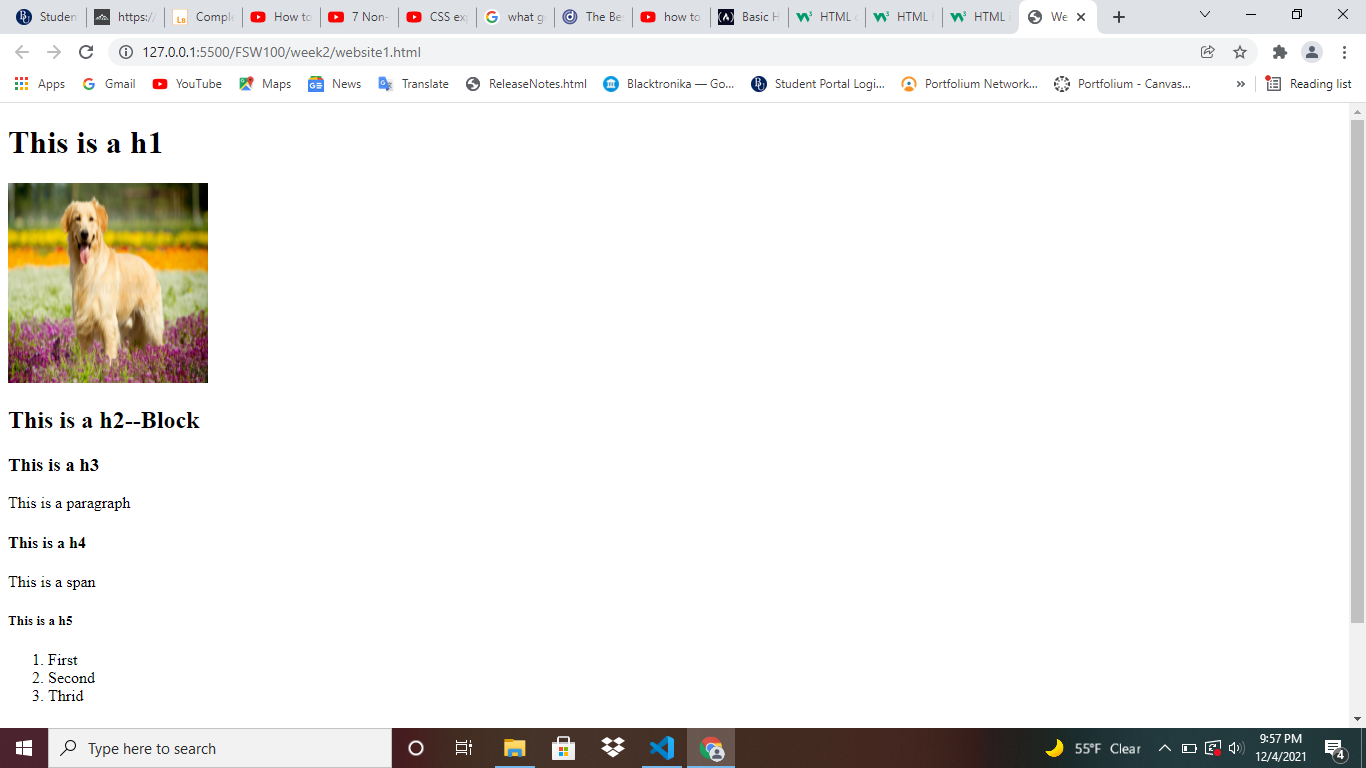 Studen
https:/
Comple
How to
7 Non-
CSS exp
what g
The Be
how to
Basic H
HTML
HTML
HTML
We
127.0.0.1:5500/FSW100/week2/website1.html
Apps Gmail YouTube Maps News Translate ReleaseNotes.html Blacktronika — Go... Student Portal Logi... Portfolium Network... Portfolium - Canvas... » Reading list
This is a h1
This is a h2--Block
This is a h3
This is a paragraph
This is a h4
This is a span
This is a h5
1. First
2. Second
3. Thrid
Type here to search
55°F Clear
9:57 PM
12/4/2021
4